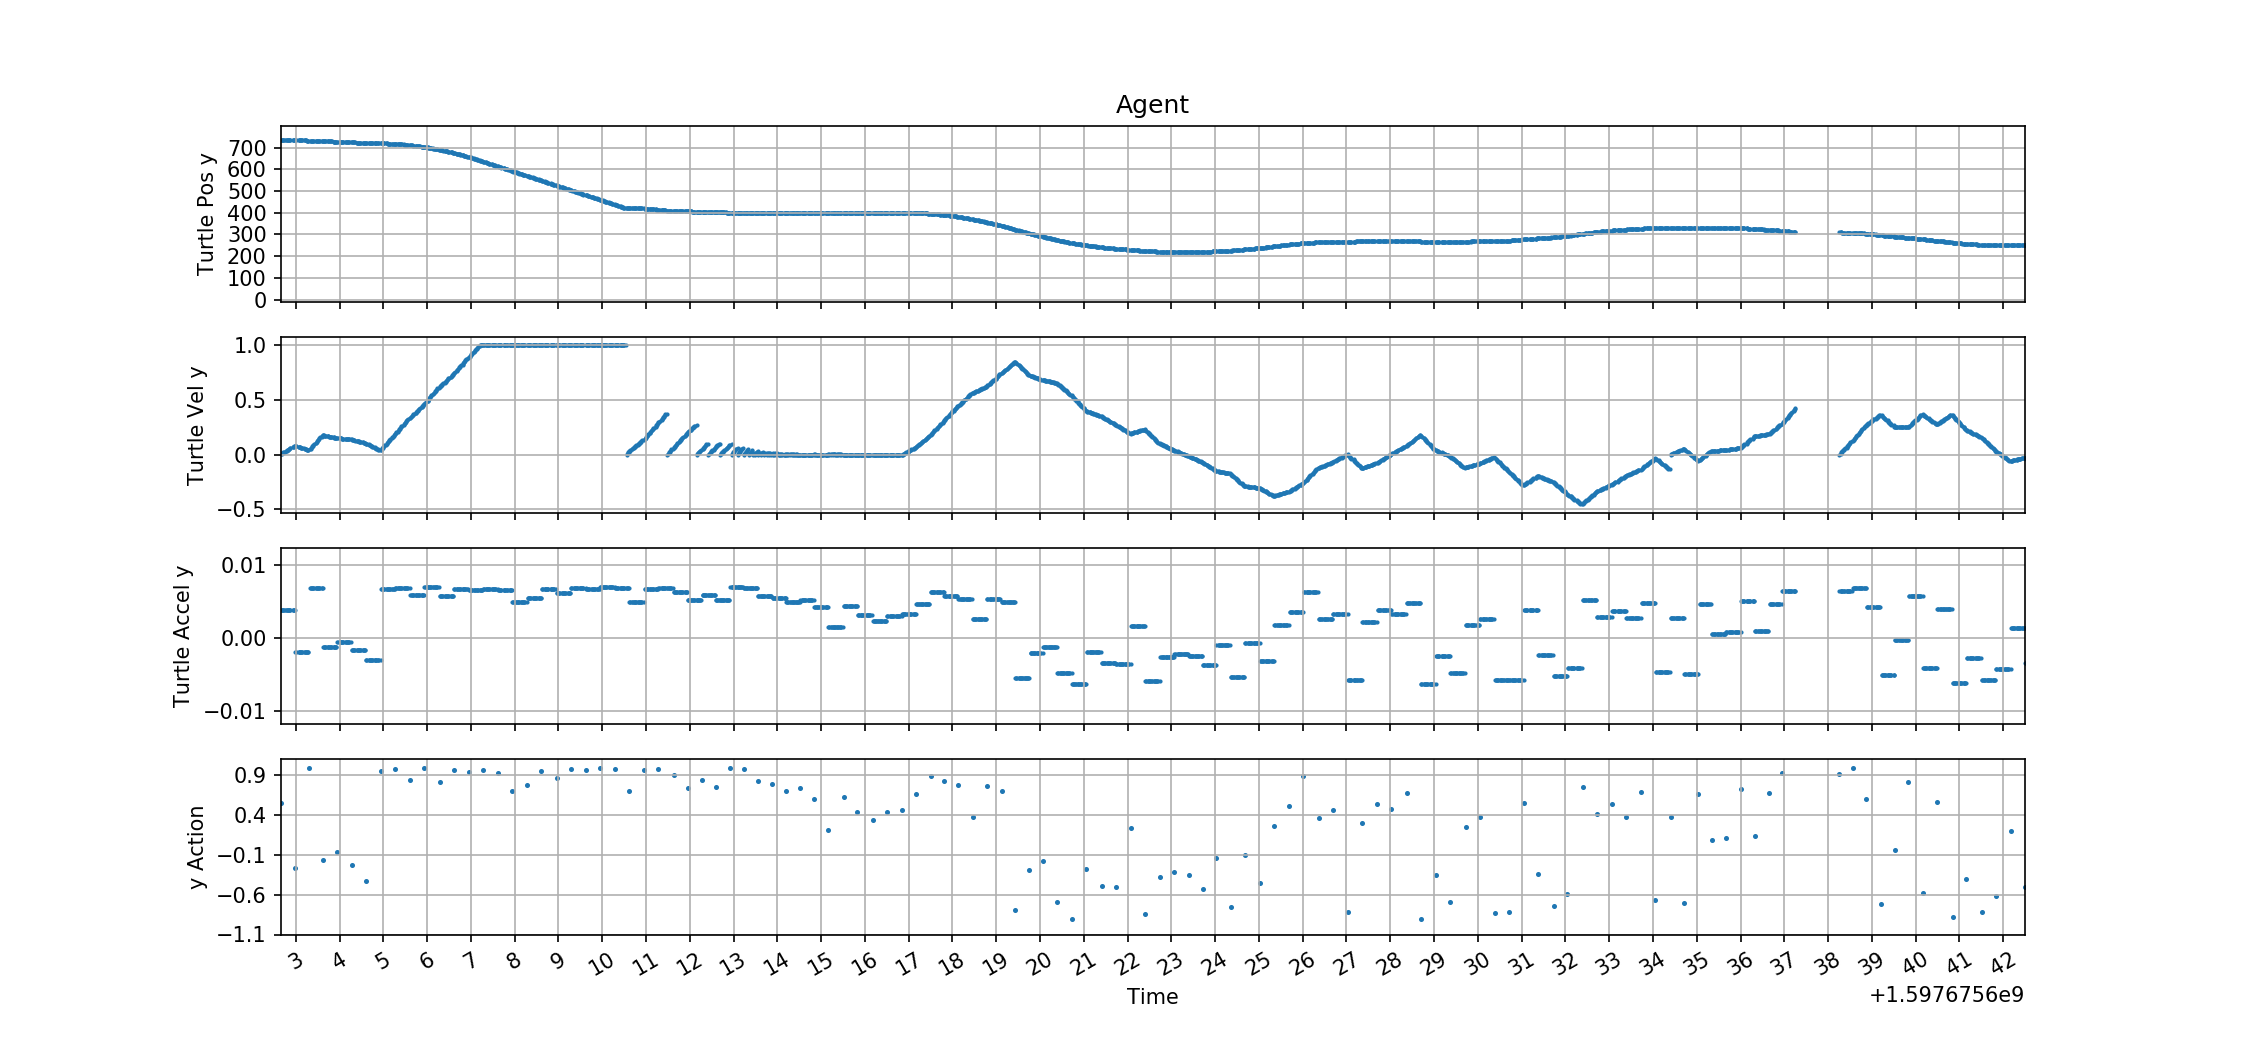 Agent
Turtle Pos y
700
600
500
400
300
200
100
0
Turtle Vel y
1.0
0.5
0.0
−0.5
Turtle Accel y
0.01
0.00
−0.01
y Action
0.9
0.4
−0.1
−0.6
−1.1
3 4 5 6 7 8 9 10 11 12 13 14 15 16 17 18 19 20 21 22 23 24 25 26 27 28 29 30 31 32 33 34 35 36 37 38 39 40 41 42
Time
+1.5976756e9